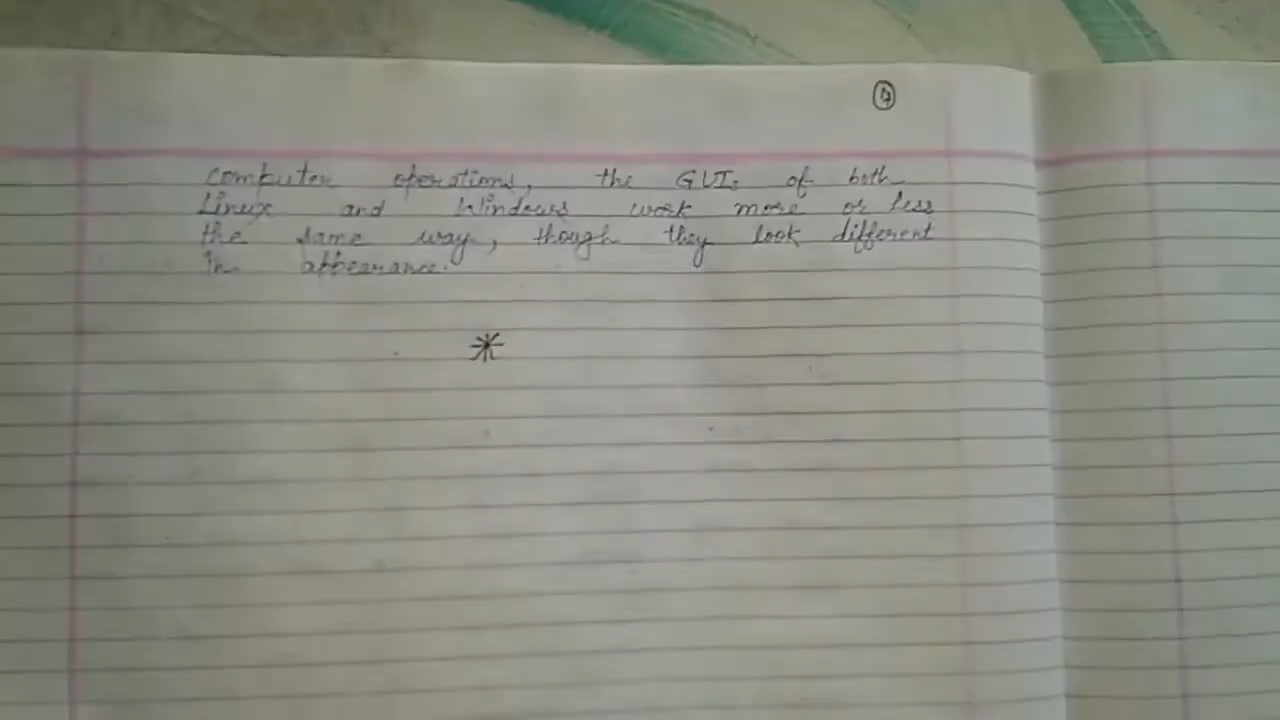 computer operations, the GUIs of both
Linux and Windows work more or less
the same way, though they look different
in appearance.